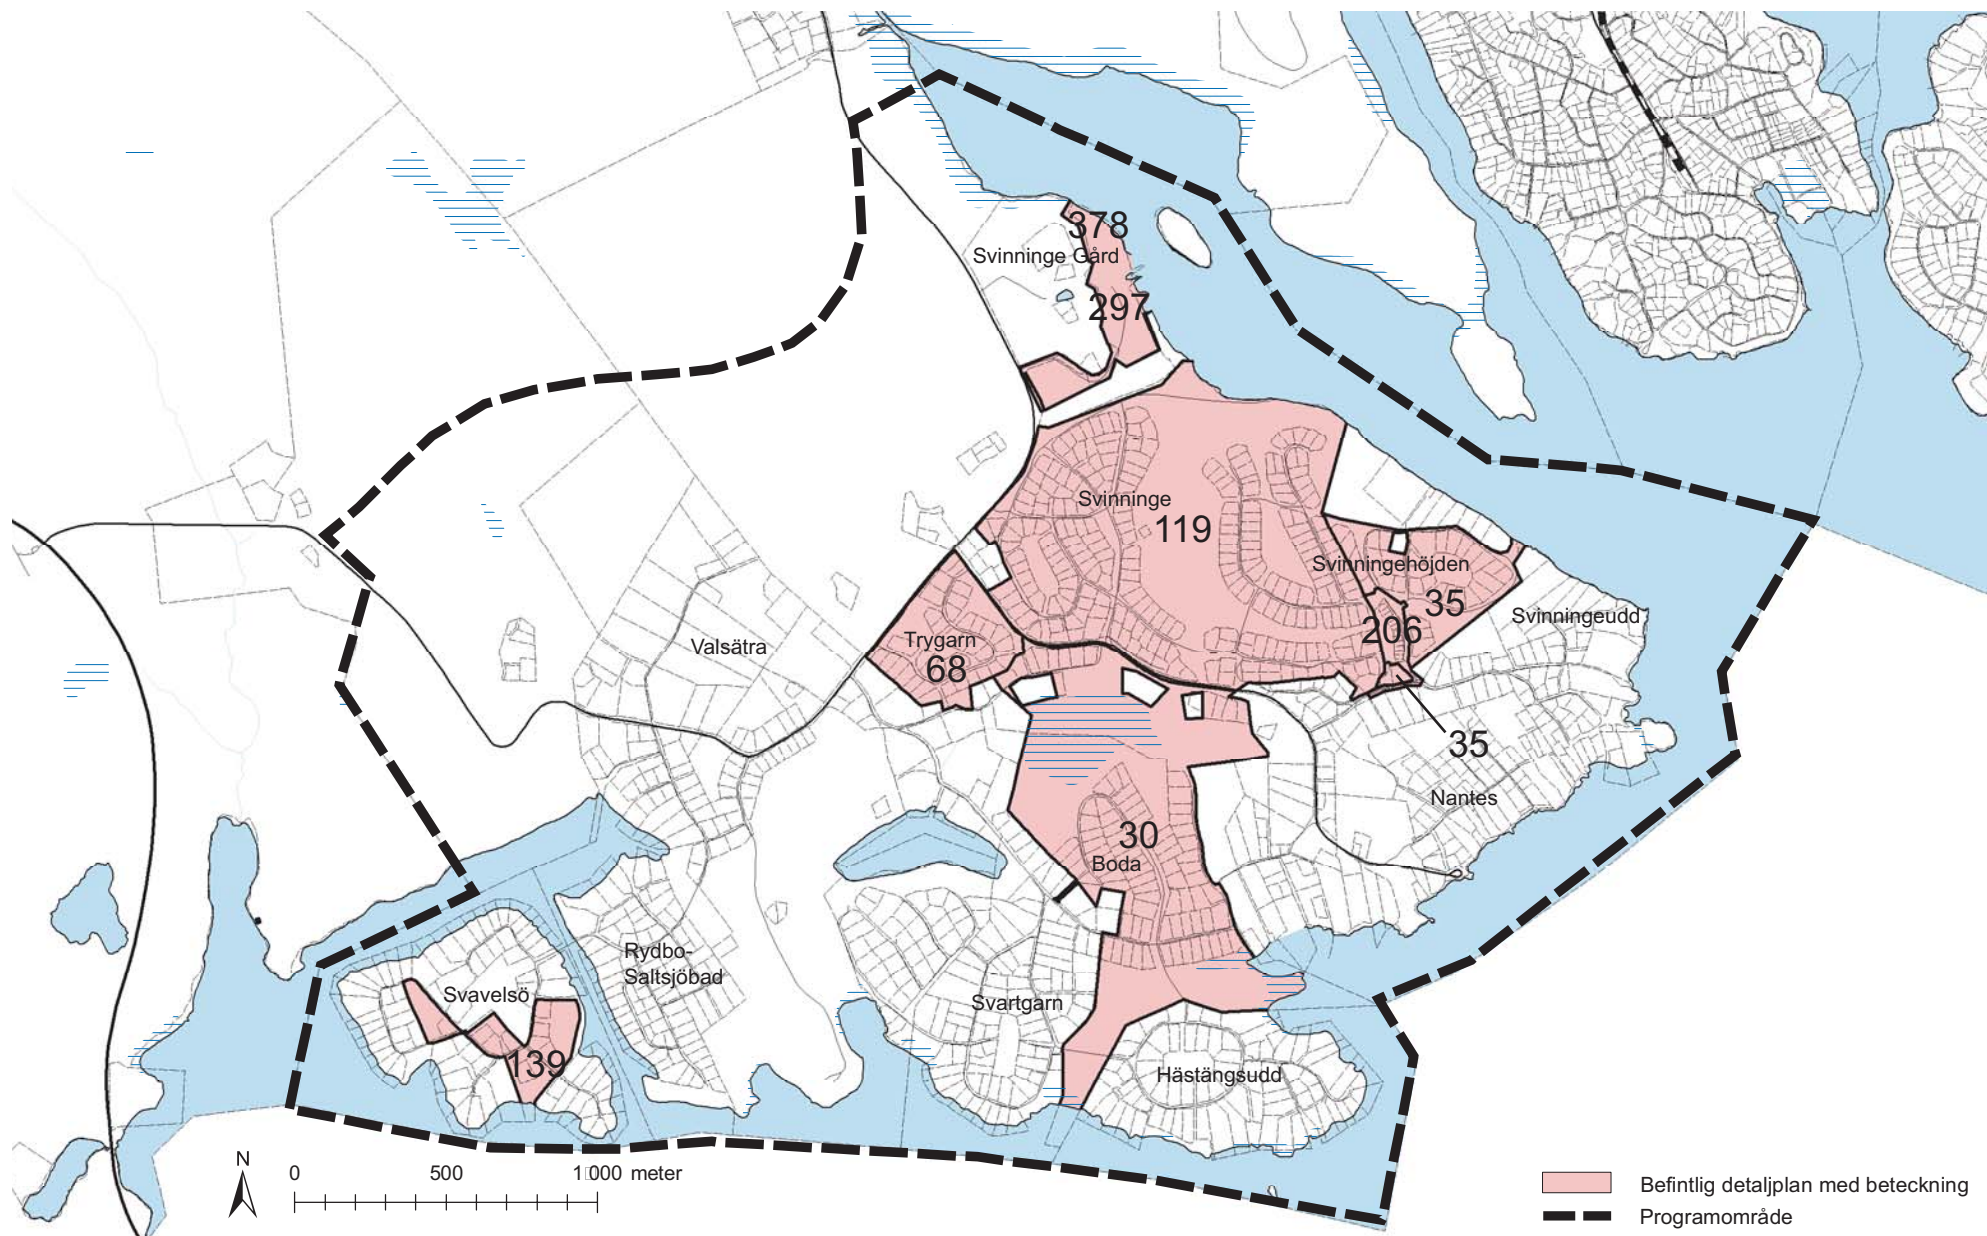 378
Svinninge Gård
297
Svinninge
119
Svinningehöjden
35
Svinningeudd
206
Trygarn
68
Valsätra
35
Nantes
30
Boda
Rydbo-
Saltsjöbad
Svavelsö
Svartgarn
139
Hästängsudd
N
0 500 1000 meter
Befintlig detaljplan med beteckning
Programområde